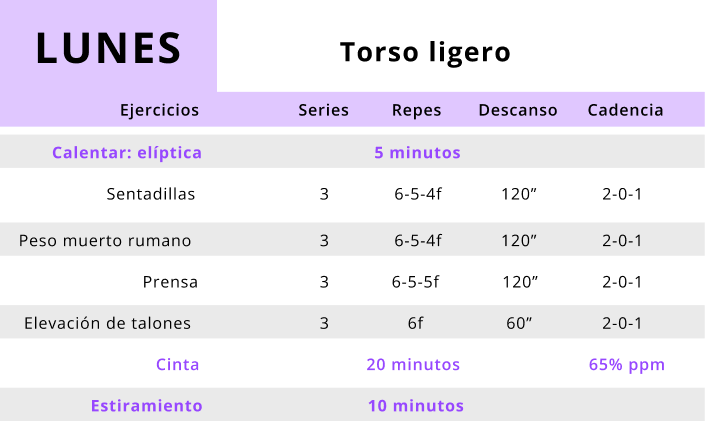 LUNES
Torso ligero
Ejercicios Series Repes Descanso Cadencia
Calentar: elíptica 5 minutos
Sentadillas 3 6-5-4f 120” 2-0-1
Peso muerto rumano 3 6-5-4f 120” 2-0-1
Prensa 3 6-5-5f 120” 2-0-1
Elevación de talones 3 6f 60” 2-0-1
Cinta 20 minutos 65% ppm
Estiramiento 10 minutos